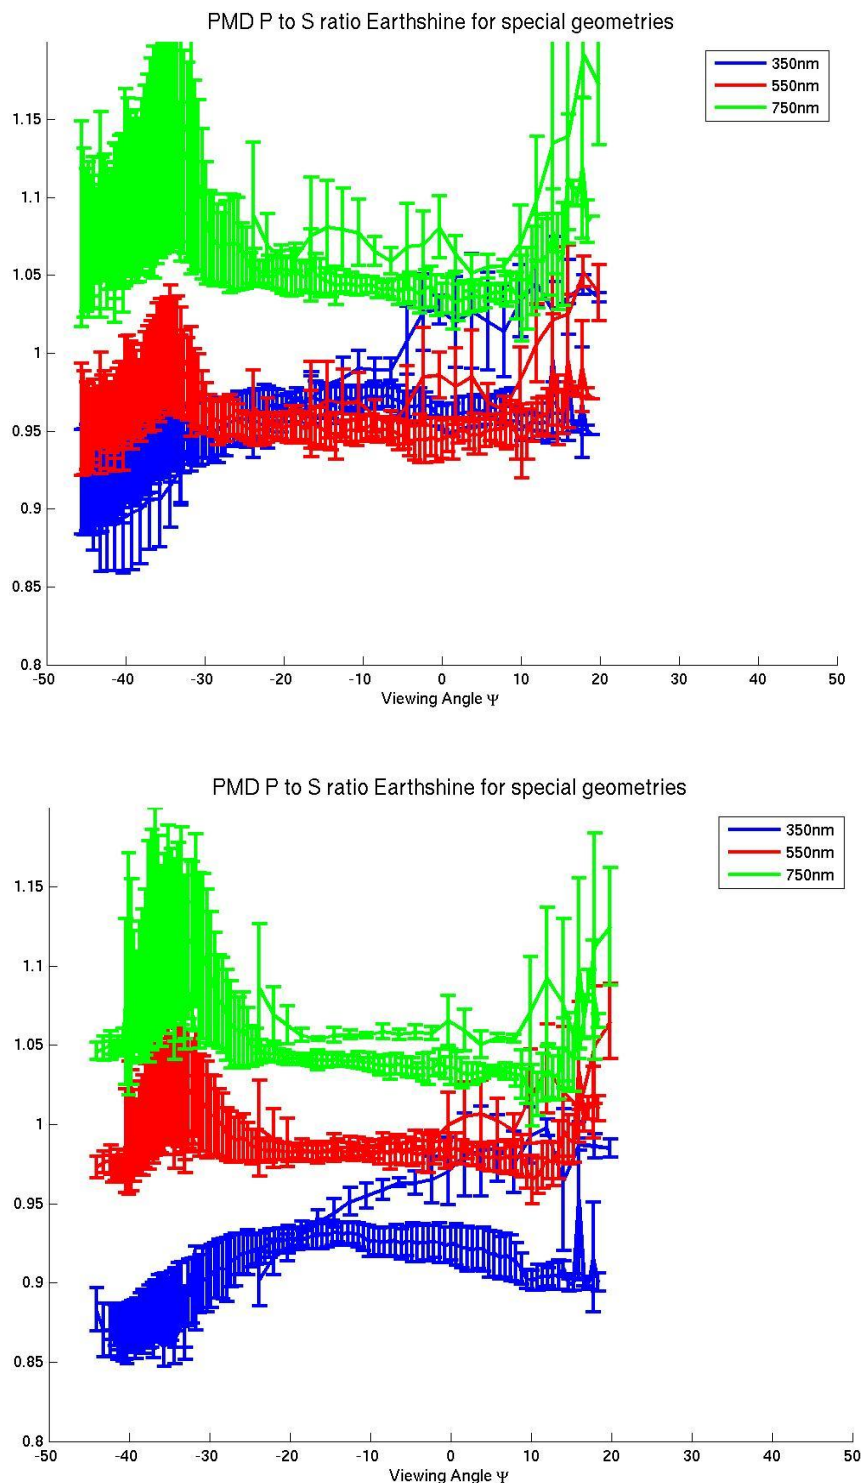 PMD P to S ratio Earthshine for special geometries
350nm
550nm
750nm
1.15
1.1
1.05
1
0.95
0.9
0.85
0.8
-50 -40 -30 -20 -10 0 10 20 30 40 50
Viewing Angle Ψ
PMD P to S ratio Earthshine for special geometries
350nm
550nm
750nm
1.15
1.1
1.05
1
0.95
0.9
0.85
0.8
-50 -40 -30 -20 -10 0 10 20 30 40 50
Viewing Angle Ψ